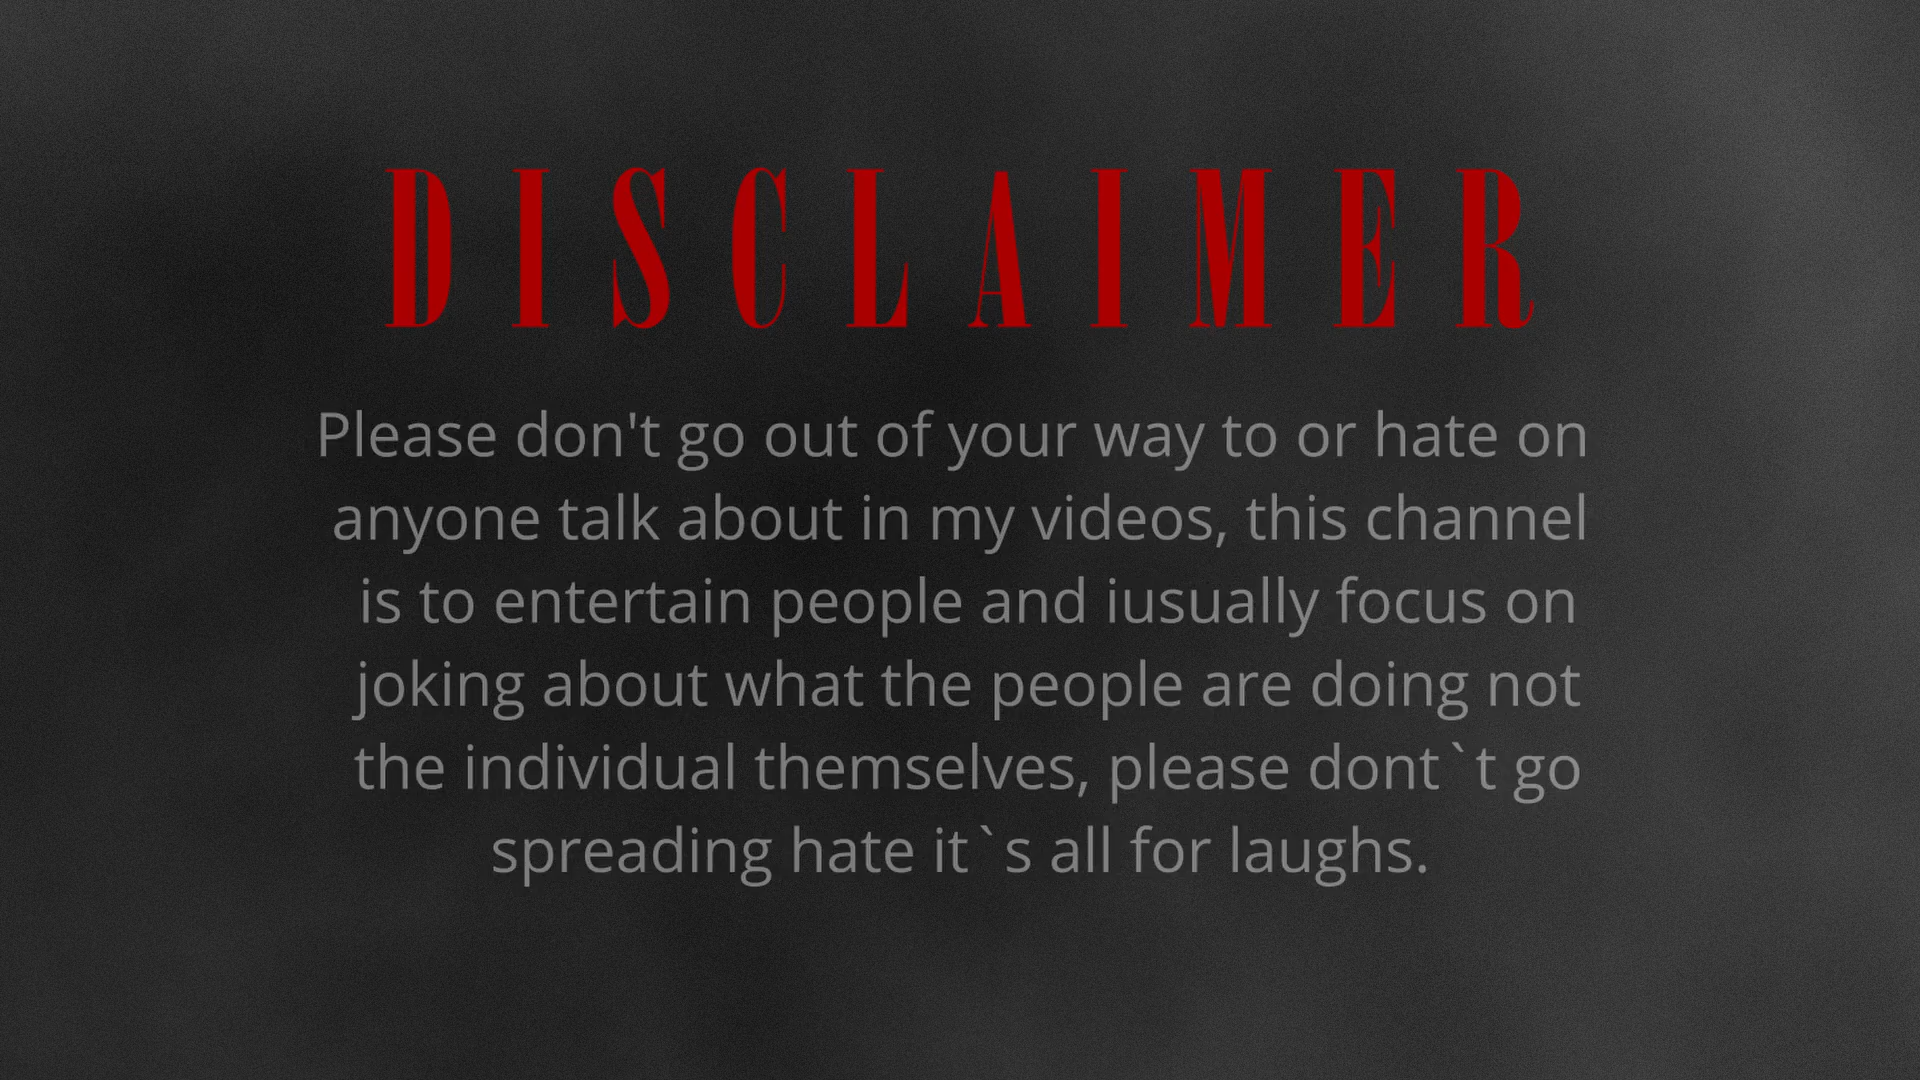 DISCLAIMER
Please don't go out of your way to or hate on
anyone talk about in my videos, this channel
is to entertain people and iusually focus on
joking about what the people are doing not
the individual themselves, please dont`t go
spreading hate it`s all for laughs.